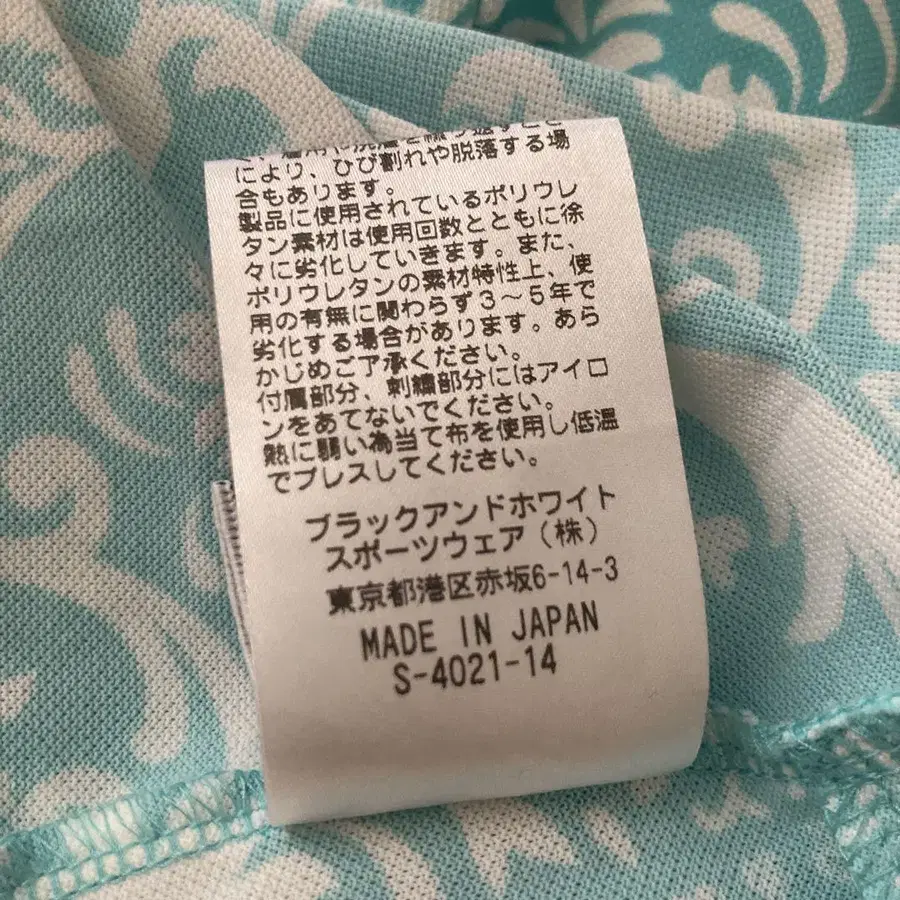 により、ひび割れや脱落する場
合もあります。
製品に使用されているポリウレ
タン素材は使用回数とともに徐
々に劣化していきます。また、
ポリウレタンの素材特性上、使
用の有無に関わらず3～5年で
劣化する場合があります。あら
かじめご了承ください。
付属部分、刺繍部分にはアイロ
ンをあてないでください。
熱に弱い為当て布を使用し低温
でプレスしてください。
ブラックアンドホワイト
スポーツウェア（株）
東京都港区赤坂6-14-3
MADE IN JAPAN
S-4021-14